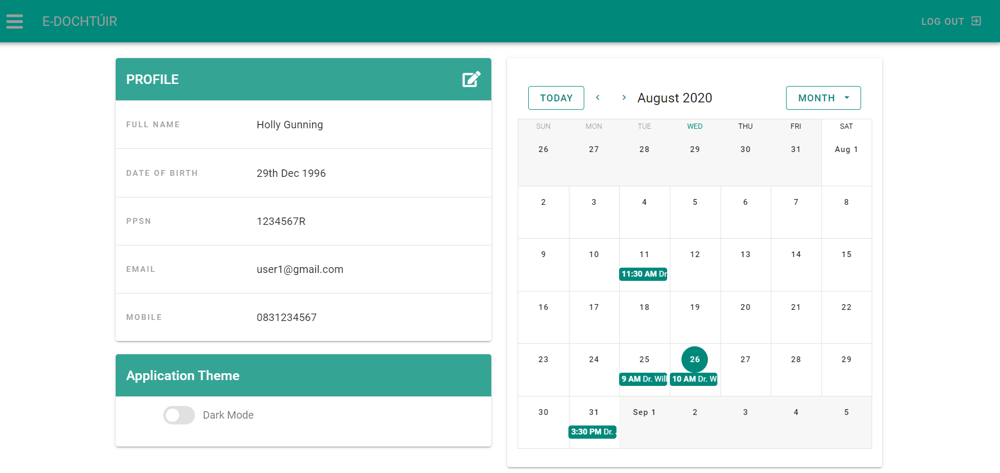 E-DOCHTÚIR
LOG OUT
PROFILE
FULL NAME Holly Gunning
DATE OF BIRTH 29th Dec 1996
PPSN 1234567R
EMAIL user1@gmail.com
MOBILE 0831234567
Application Theme
Dark Mode
TODAY August 2020 MONTH
SUN MON TUE WED THU FRI SAT
26 27 28 29 30 31 Aug 1
2 3 4 5 6 7 8
9 10 11 12 13 14 15
11:30 AM Dr.
16 17 18 19 20 21 22
23 24 25 26 27 28 29
9 AM Dr. Will 10 AM Dr. W
30 31 Sep 1 2 3 4 5
3:30 PM Dr.